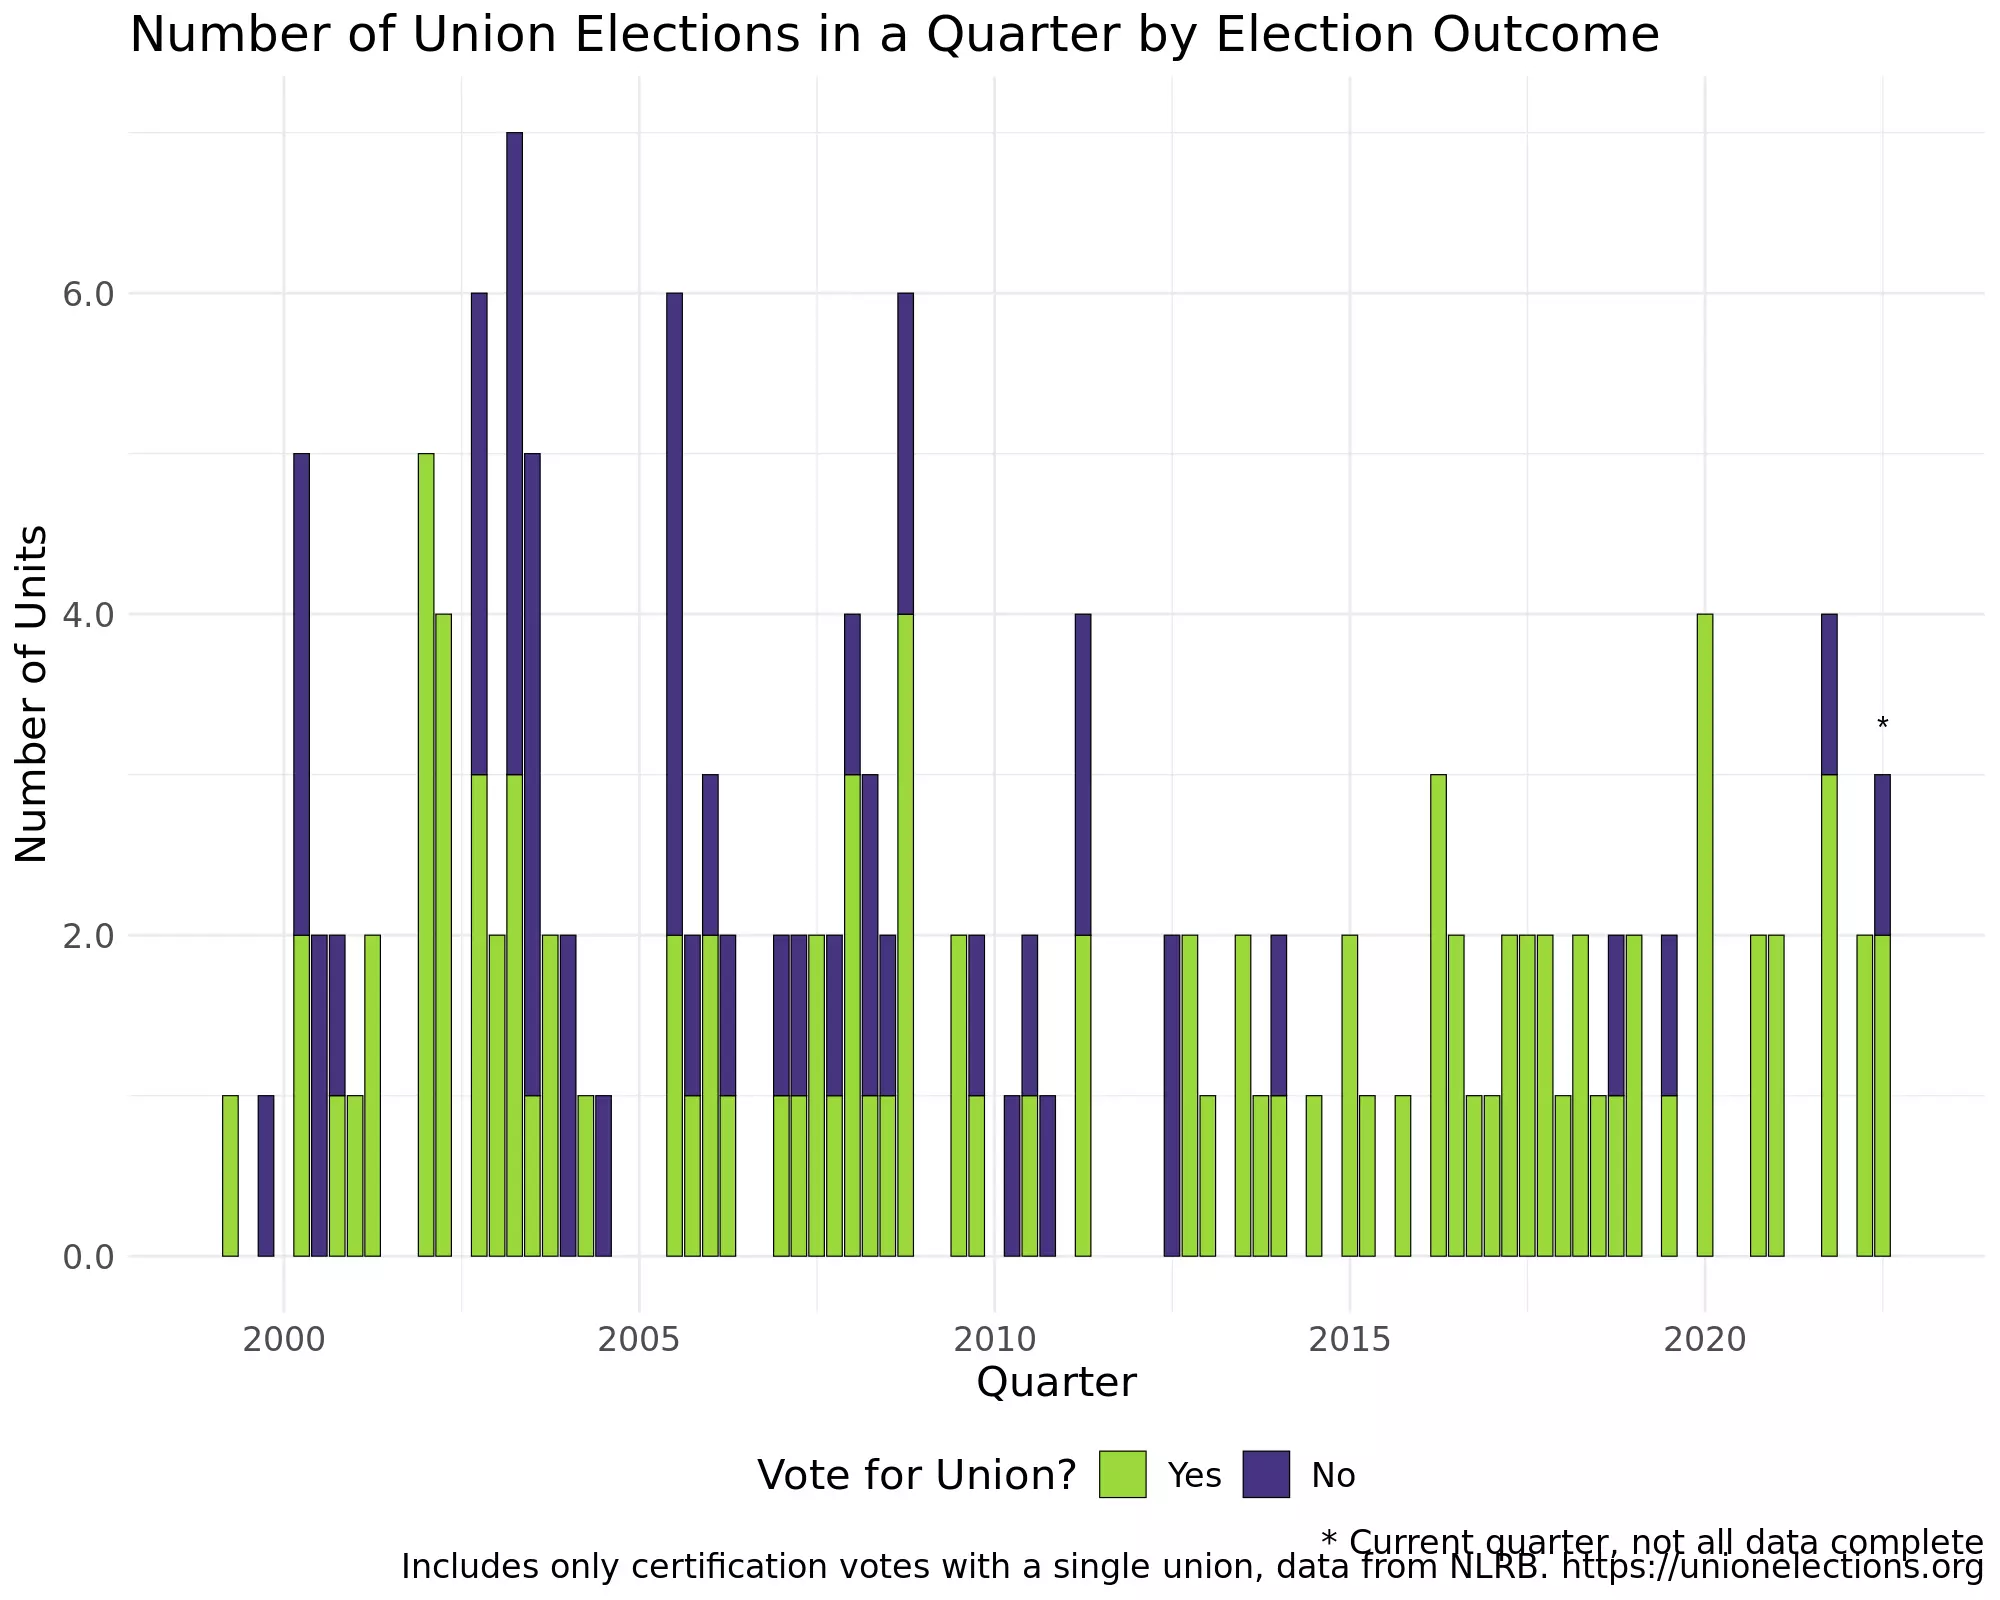 Number of Union Elections in a Quarter by Election Outcome
Number of Units
6.0
4.0
2.0
0.0
*
2000 2005 2010 2015 2020
Quarter
Vote for Union? Yes No
* Current quarter, not all data complete
Includes only certification votes with a single union, data from NLRB. https://unionelections.org